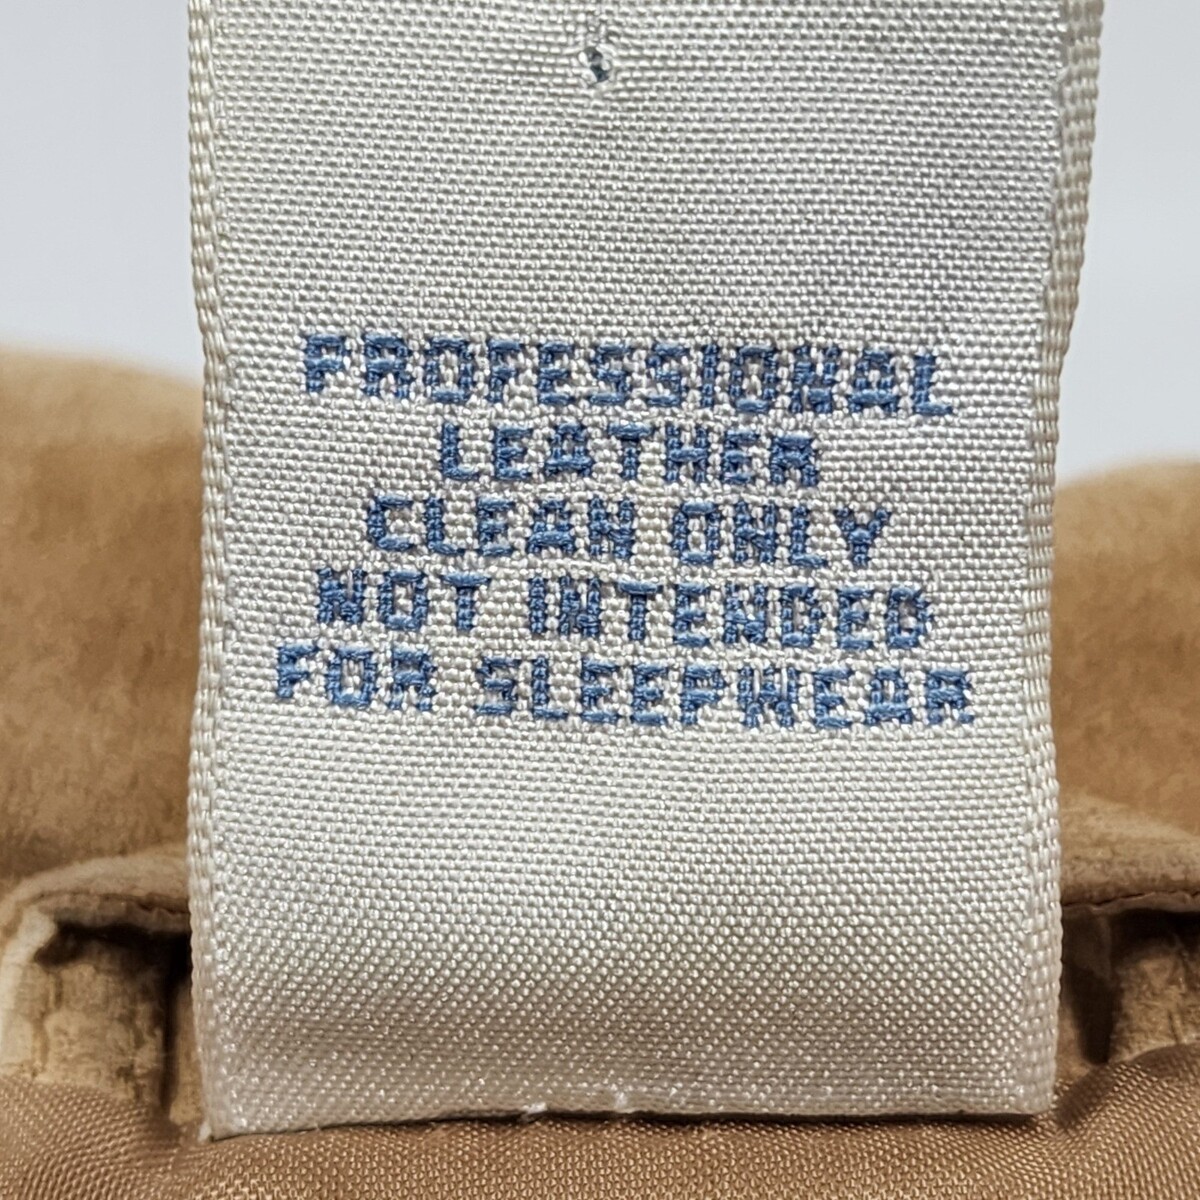 PROFESSIONAL
LEATHER
CLEAN ONLY
NOT INTENDED
FOR SLEEPWEAR